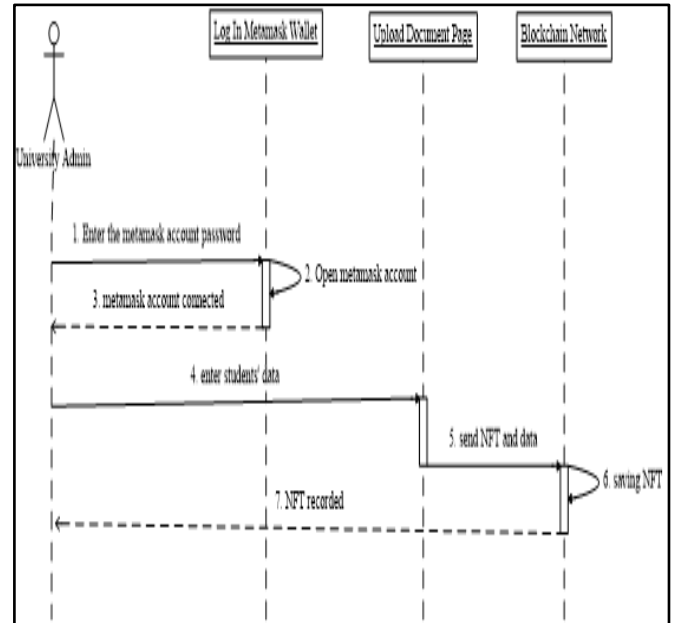 Log In Metamask Wallet
Upload Document Page
Blockchain Network
University Admin
1. Enter the metamask account password
2. Open metamask account
3. metamask account connected
4. enter students' data
5. send NFT and data
6. saving NFT
7. NFT recorded